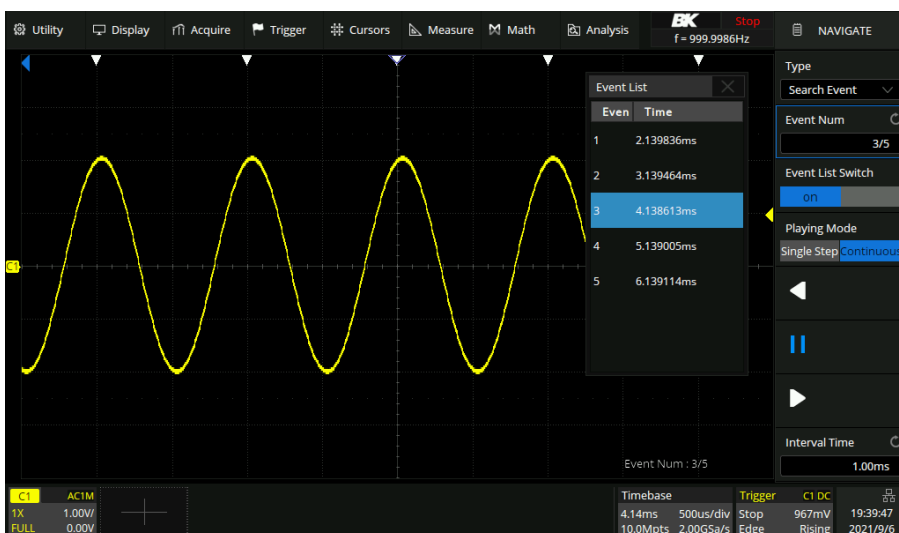 Utility Display Acquire Trigger Cursors Measure Math Analysis BK Stop NAVIGATE
f = 999.9986Hz
Type
Search Event
Event Num
3/5
Event List Switch
on
Playing Mode
Single Step Continuous
Interval Time
1.00ms
Event List
Even Time
1 2.139836ms
2 3.139464ms
3 4.138613ms
4 5.139005ms
5 6.139114ms
C1
Event Num : 3/5
C1 AC1M
1X 1.00V/
FULL 0.00V
Timebase
4.14ms 500us/div
10.0Mpts 2.00GSa/s
Trigger C1 DC
Stop 967mV
Edge Rising
19:39:47
2021/9/6